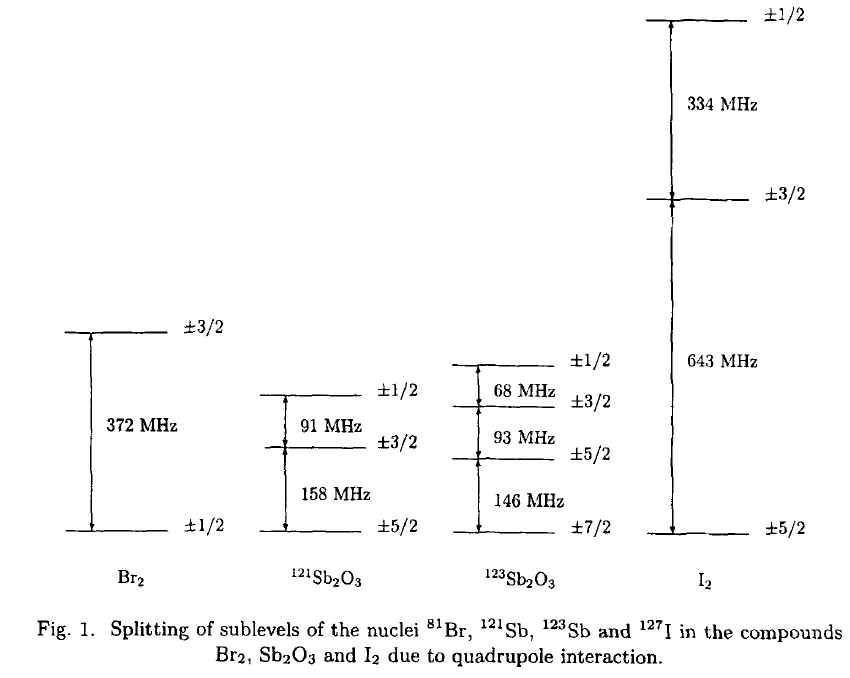 ±1/2
334 MHz
±3/2
±3/2
±1/2
643 MHz
±1/2
68 MHz
±3/2
372 MHz
91 MHz
±3/2
93 MHz
±5/2
158 MHz
146 MHz
±1/2
±5/2
±7/2
±5/2
Br₂
¹²¹Sb₂O₃
¹²³Sb₂O₃
I₂
Fig. 1. Splitting of sublevels of the nuclei ⁸¹Br, ¹²¹Sb, ¹²³Sb and ¹²⁷I in the compounds
Br₂, Sb₂O₃ and I₂ due to quadrupole interaction.